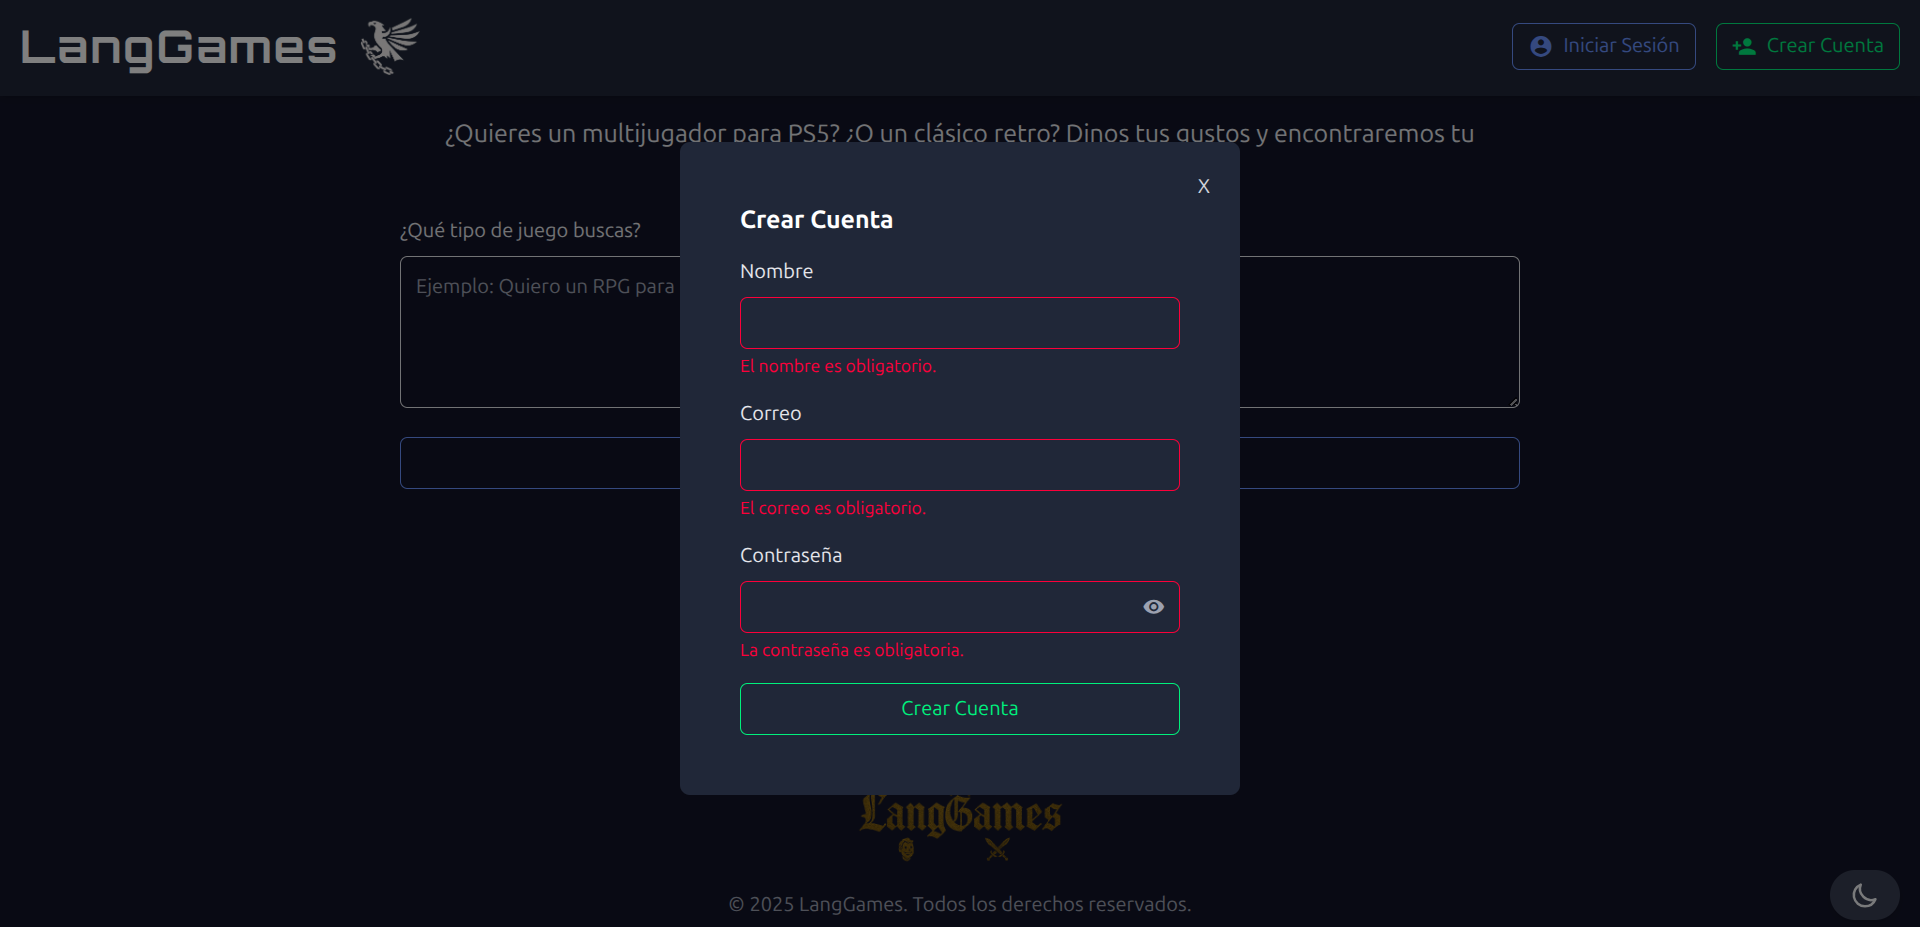 LangGames
Iniciar Sesión
Crear Cuenta
¿Quieres un multijugador para PS5? ¿O un clásico retro? Dinos tus gustos y encontraremos tu
¿Qué tipo de juego buscas?
Ejemplo: Quiero un RPG para
X
Crear Cuenta
Nombre
El nombre es obligatorio.
Correo
El correo es obligatorio.
Contraseña
La contraseña es obligatoria.
Crear Cuenta
LangGames
© 2025 LangGames. Todos los derechos reservados.